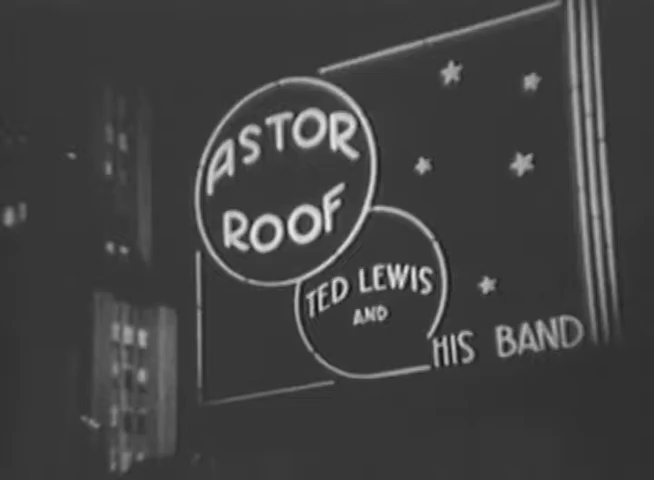 ASTOR
ROOF
TED LEWIS
AND
HIS BAND